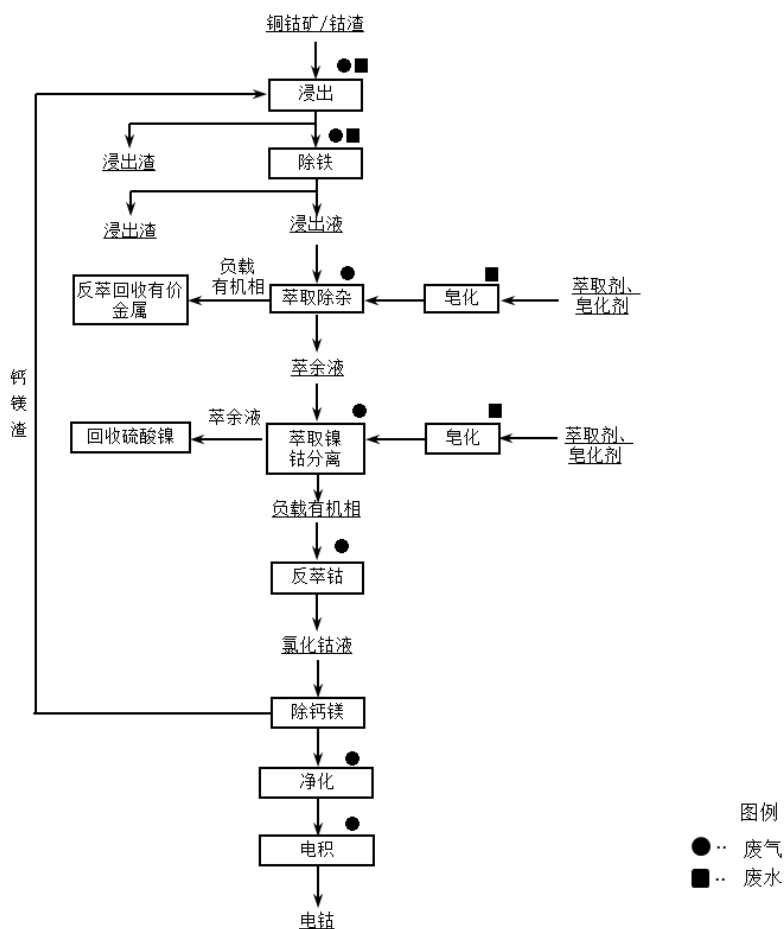 铜钴矿/钴渣
浸出
浸出渣
除铁
浸出渣
浸出液
负载
有机相
反萃回收有价
金属
萃取除杂
皂化
萃取剂、
皂化剂
萃余液
钙
镁
渣
萃余液
回收硫酸镍
萃取镍
钴分离
皂化
萃取剂、
皂化剂
负载有机相
反萃钴
氯化钴液
除钙镁
净化
电积
电钴
图例
废气
废水